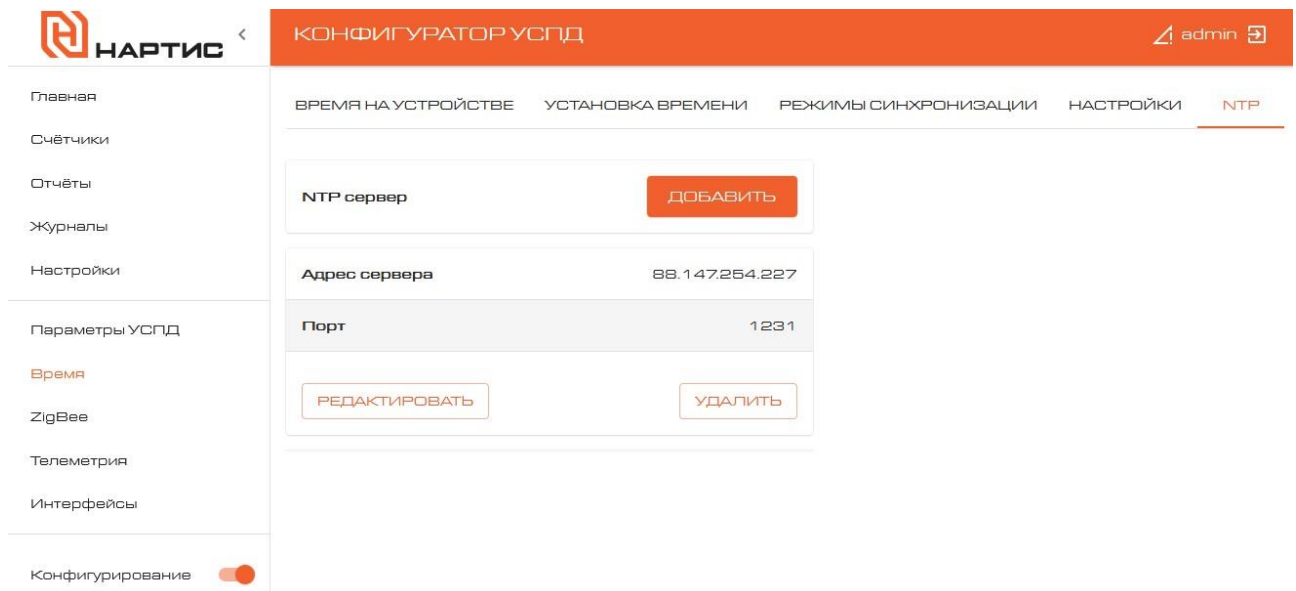 НАРТИС
КОНФИГУРАТОР УСПД
admin
Главная
Счётчики
Отчёты
Журналы
Настройки
Параметры УСПД
Время
ZigBee
Телеметрия
Интерфейсы
Конфигурирование
ВРЕМЯ НА УСТРОЙСТВЕ УСТАНОВКА ВРЕМЕНИ РЕЖИМЫ СИНХРОНИЗАЦИИ НАСТРОЙКИ NTP
NTP сервер ДОБАВИТЬ
Адрес сервера 88.147.254.227
Порт 1231
РЕДАКТИРОВАТЬ УДАЛИТЬ